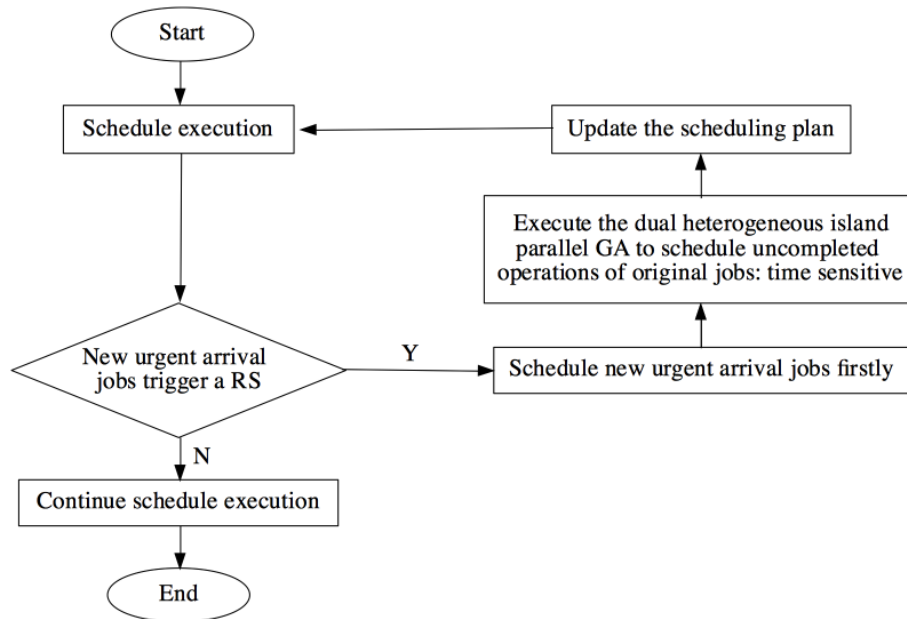 Start
Schedule execution
Update the scheduling plan
Execute the dual heterogeneous island
parallel GA to schedule uncompleted
operations of original jobs: time sensitive
New urgent arrival
jobs trigger a RS
Y
Schedule new urgent arrival jobs firstly
N
Continue schedule execution
End